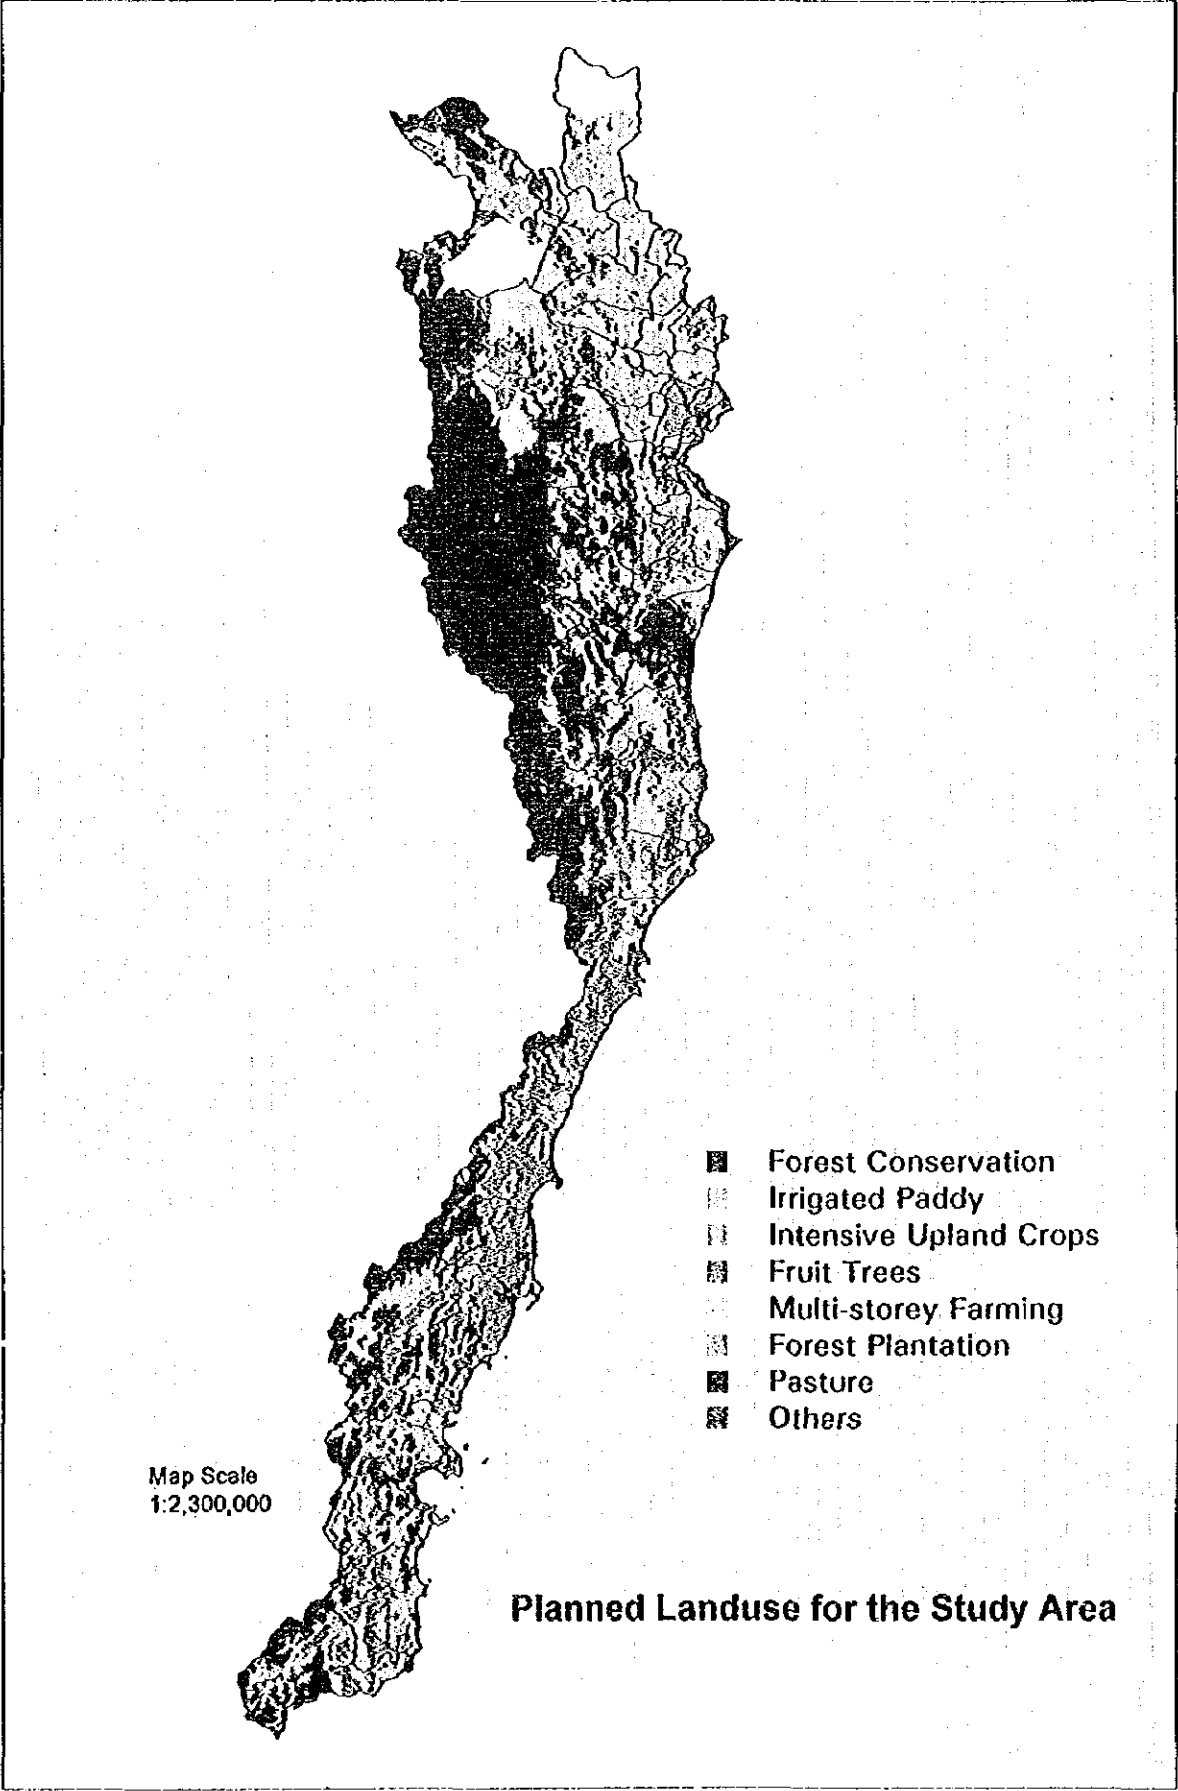 Forest Conservation
Irrigated Paddy
Intensive Upland Crops
Fruit Trees
Multi-storey Farming
Forest Plantation
Pasture
Others
Map Scale
1:2,300,000
Planned Landuse for the Study Area